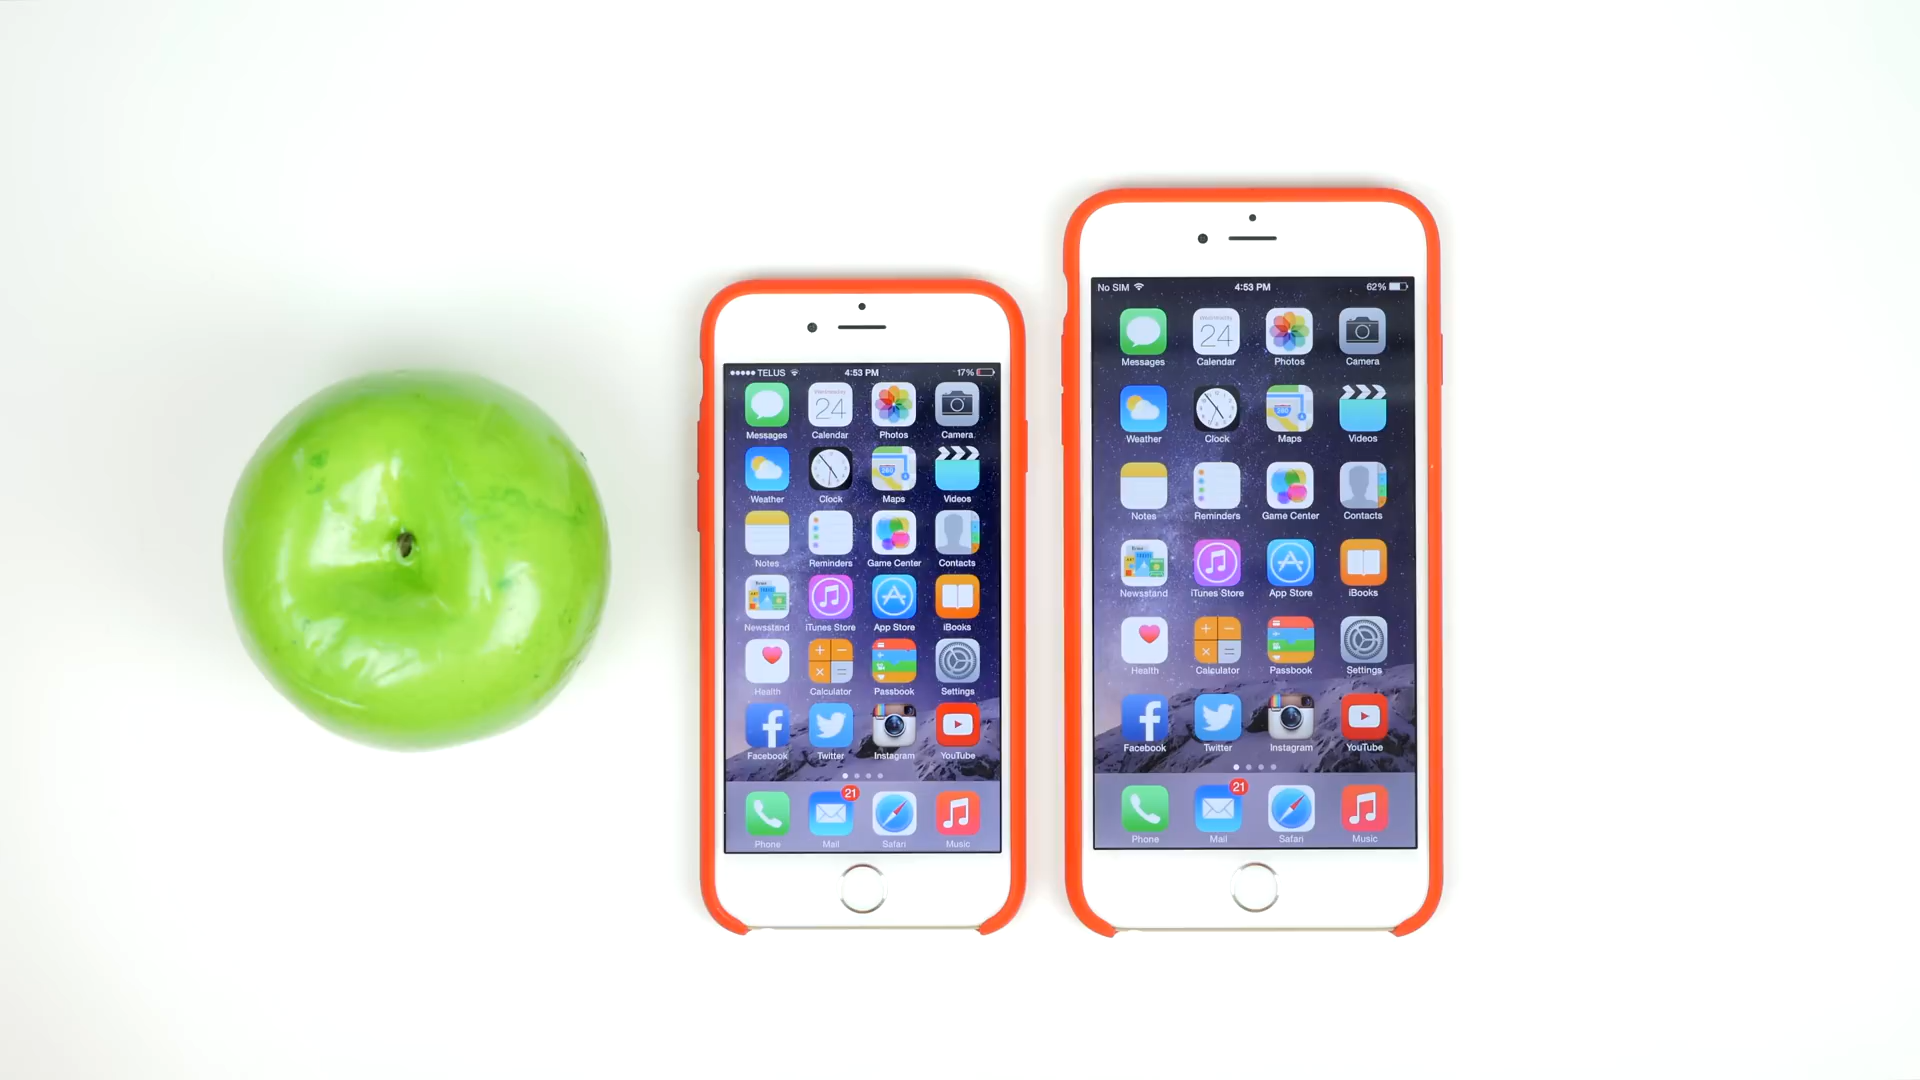 TELUS 4:53 PM 17%
Wednesday
24
Messages Calendar Photos Camera
280
Weather Clock Maps Videos
Notes Reminders Game Center Contacts
Newsstand iTunes Store App Store iBooks
Health Calculator Passbook Settings
Facebook Twitter Instagram YouTube
21
Phone Mail Safari Music
No SIM 4:53 PM 62%
Wednesday
24
Messages Calendar Photos Camera
280
Weather Clock Maps Videos
Notes Reminders Game Center Contacts
Newsstand iTunes Store App Store iBooks
Health Calculator Passbook Settings
Facebook Twitter Instagram YouTube
21
Phone Mail Safari Music